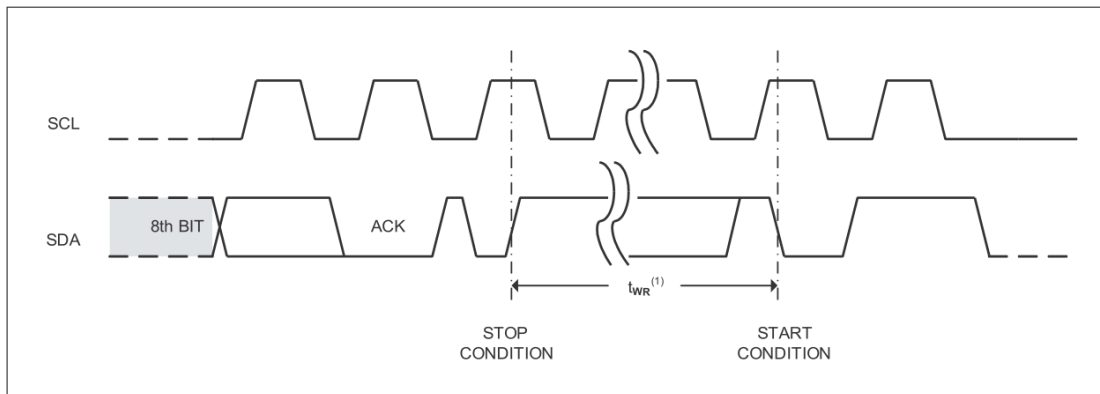 SCL
8th BIT
ACK
SDA
tWR(1)
STOP
CONDITION
START
CONDITION